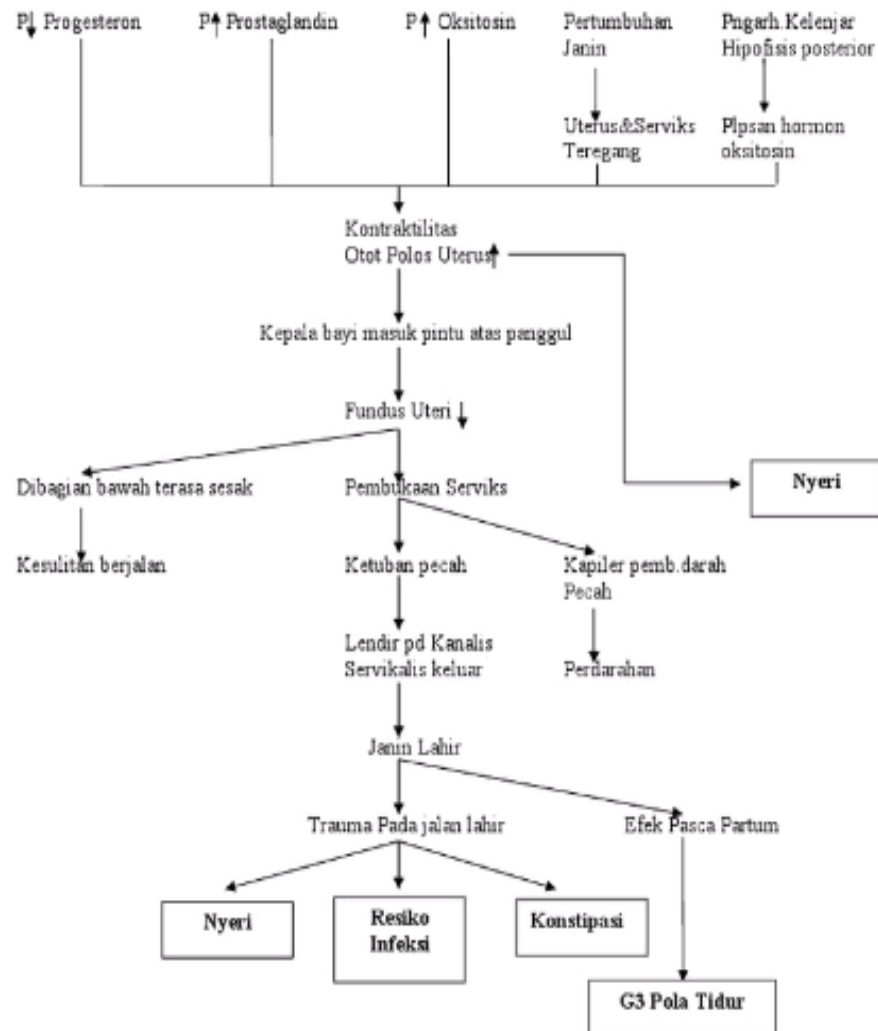 P↓ Progesteron
P↑ Prostaglandin
P↑ Oksitosin
Pertumbuhan
Janin
Pngarh.Kelenjar
Hipofisis posterior
Uterus&Serviks
Teregang
Plpsan hormon
oksitosin
Kontraktilitas
Otot Polos Uterus↑
Kepala bayi masuk pintu atas panggul
Fundus Uteri ↓
Dibagian bawah terasa sesak
Pembukaan Serviks
Nyeri
Kesulitan berjalan
Ketuban pecah
Kapiler pemb.darah
Pecah
Lendir pd Kanalis
Servikalis keluar
Perdarahan
Janin Lahir
Trauma Pada jalan lahir
Efek Pasca Partum
Nyeri
Resiko
Infeksi
Konstipasi
G3 Pola Tidur